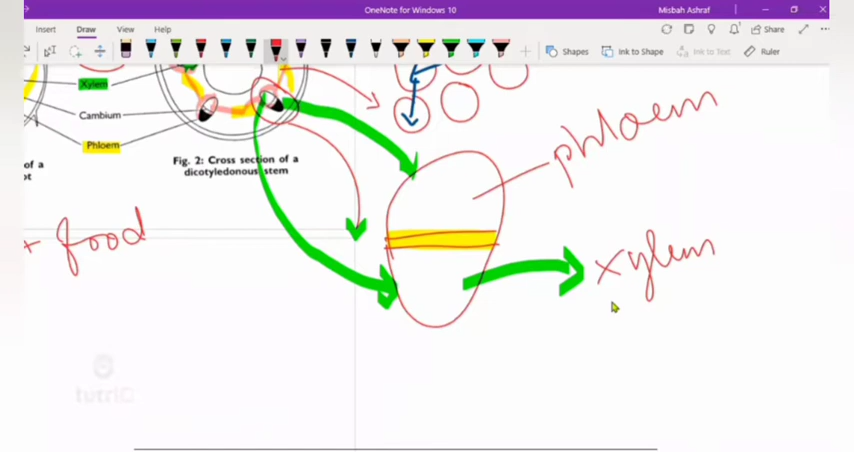 OneNote for Windows 10
Misbah Ashraf
Insert Draw View Help
Share
Shapes Ink to Shape Ink to Text Ruler
Xylem
Cambium
Phloem
Fig. 2: Cross section of a
dicotyledonous stem
of a
ot
phloem
+ food
xylem
tutric